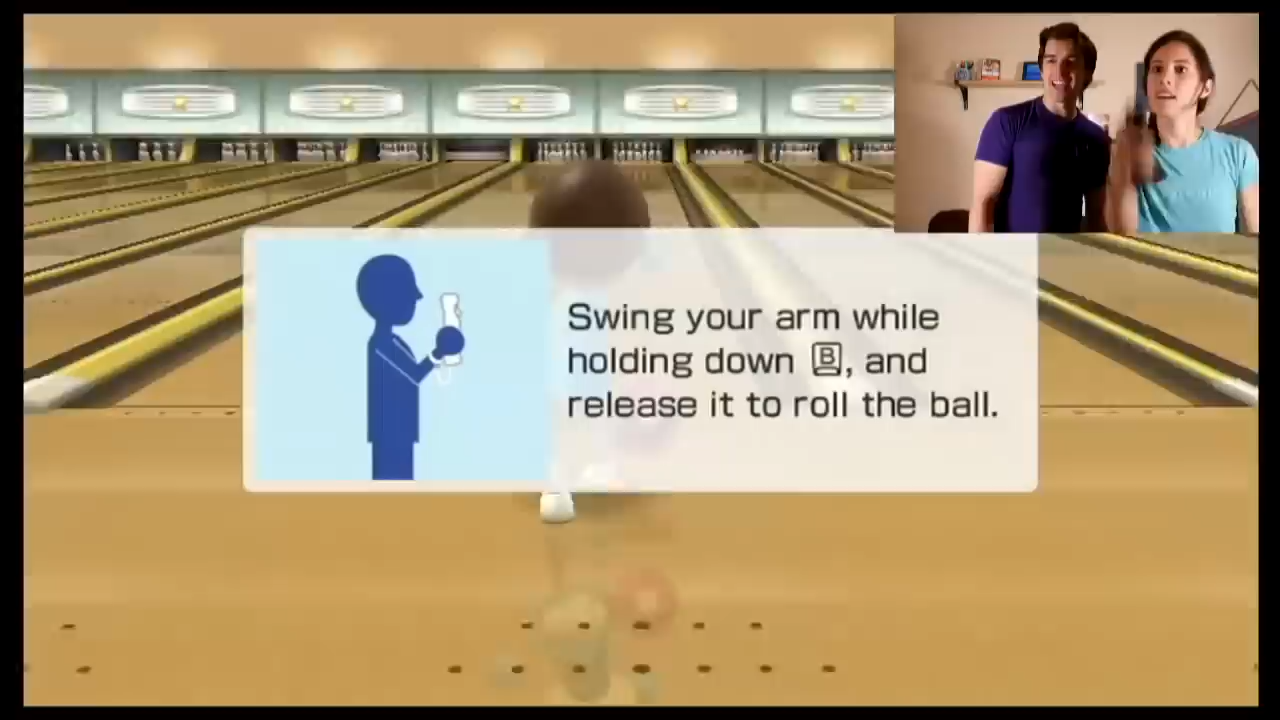 Swing your arm while
holding down B, and
release it to roll the ball.